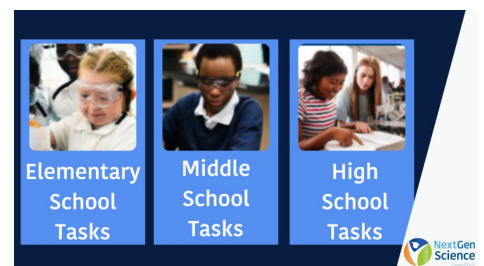 Elementary
School
Tasks
Middle
School
Tasks
High
School
Tasks
NextGen
Science